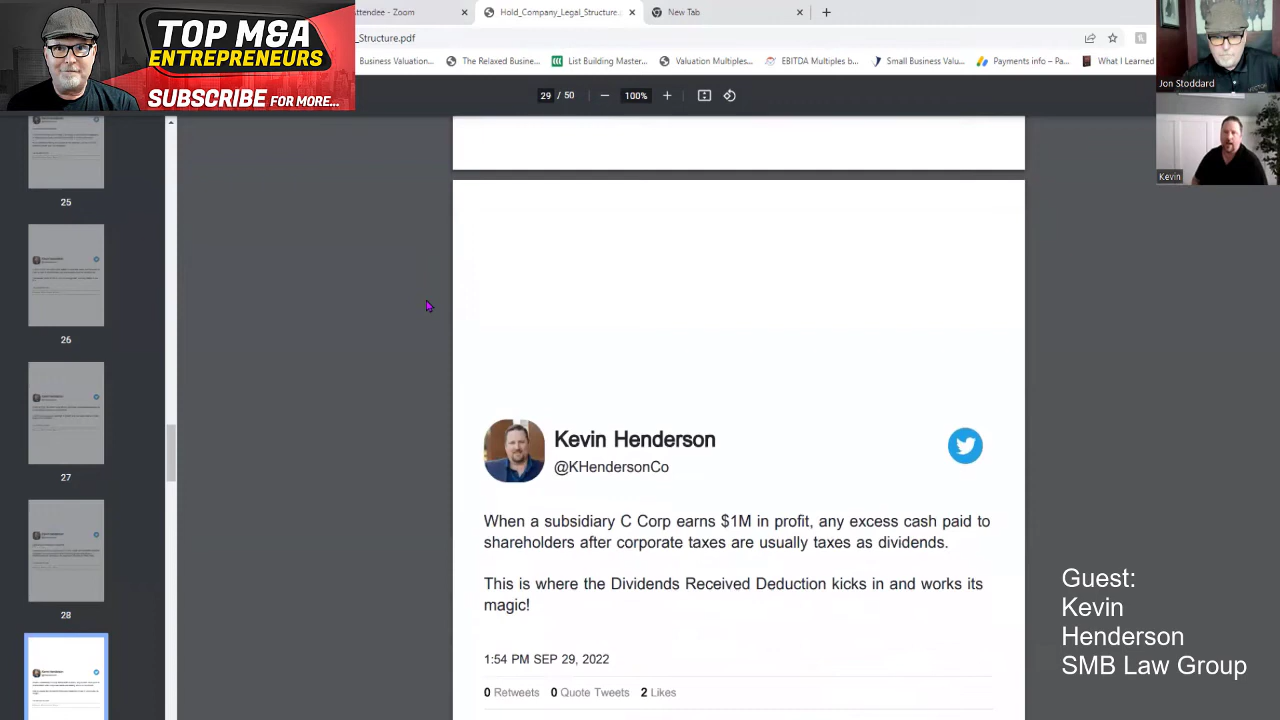 TOP M&A
ENTREPRENEURS
SUBSCRIBE FOR MORE...
ttendee - Zoom
Hold_Company_Legal_Structure.
New Tab
_Structure.pdf
Business Valuation...
The Relaxed Busine...
List Building Master...
Valuation Multiples...
EBITDA Multiples b...
Small Business Valu...
Payments info – Pa...
What I Learned
29 / 50
100%
Jon Stoddard
Kevin
25
26
27
28
Kevin Henderson
@KHendersonCo
When a subsidiary C Corp earns $1M in profit, any excess cash paid to
shareholders after corporate taxes are usually taxes as dividends.
This is where the Dividends Received Deduction kicks in and works its
magic!
1:54 PM SEP 29, 2022
0 Retweets 0 Quote Tweets 2 Likes
Guest:
Kevin
Henderson
SMB Law Group